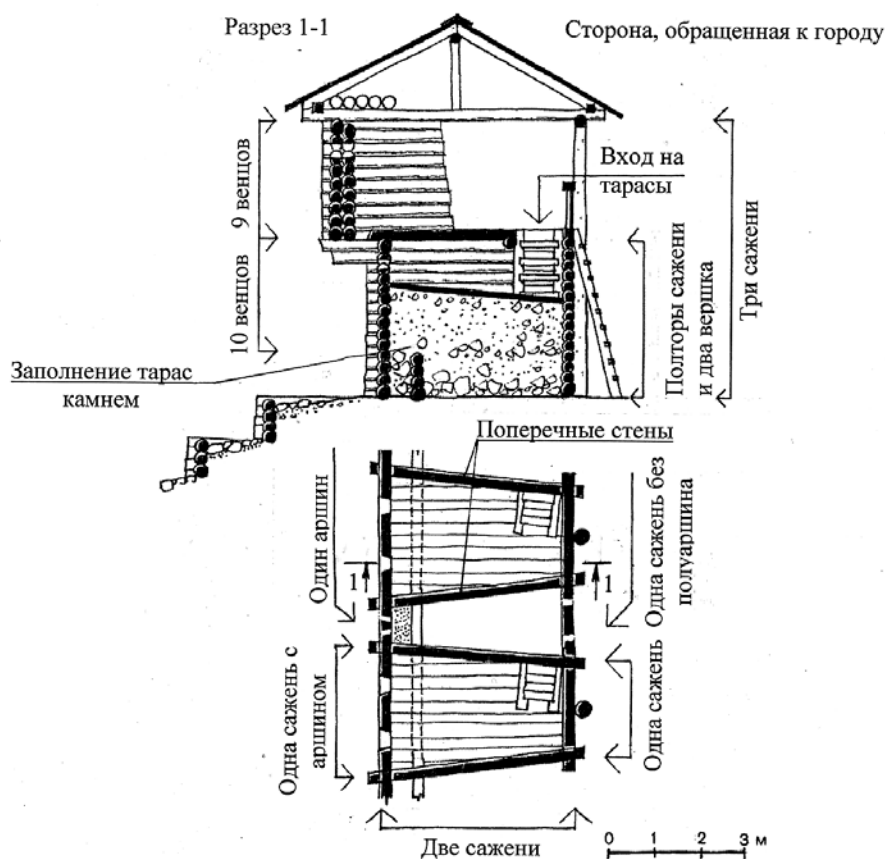 Разрез 1-1
Сторона, обращенная к городу
Вход на
тарасы
9 венцов
10 венцов
Полторы сажени
и два вершка
Три сажени
Заполнение тарас
камнем
Поперечные стены
Один аршин
Одна сажень без
полуаршина
1
1
Одна сажень с
аршином
Одна сажень
Две сажени
0 1 2 3 м